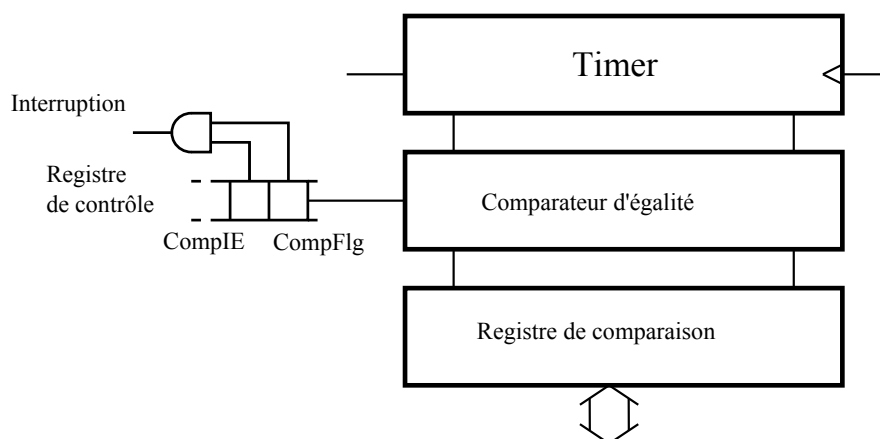 Timer
Interruption
Registre
de contrôle
Comparateur d'égalité
CompIE
CompFlg
Registre de comparaison